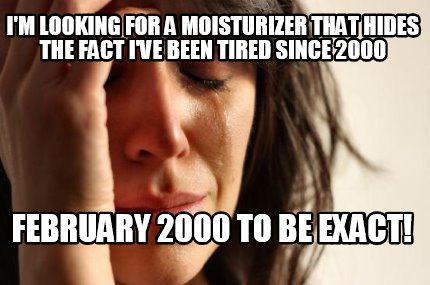 I'M LOOKING FOR A MOISTURIZER THAT HIDES
THE FACT I'VE BEEN TIRED SINCE 2000
FEBRUARY 2000 TO BE EXACT!